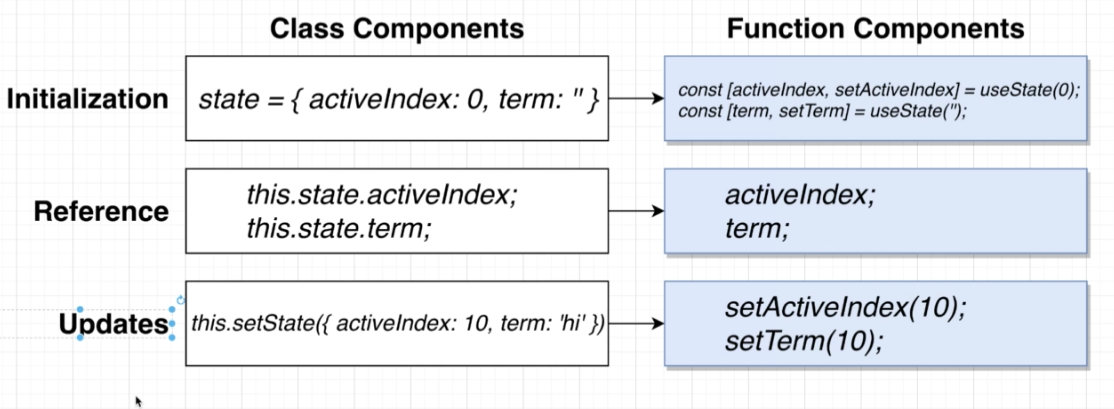 Class Components
Function Components
Initialization
state = { activeIndex: 0, term: '' }
const [activeIndex, setActiveIndex] = useState(0);
const [term, setTerm] = useState('');
Reference
this.state.activeIndex;
this.state.term;
activeIndex;
term;
Updates
this.setState({ activeIndex: 10, term: 'hi' })
setActiveIndex(10);
setTerm(10);